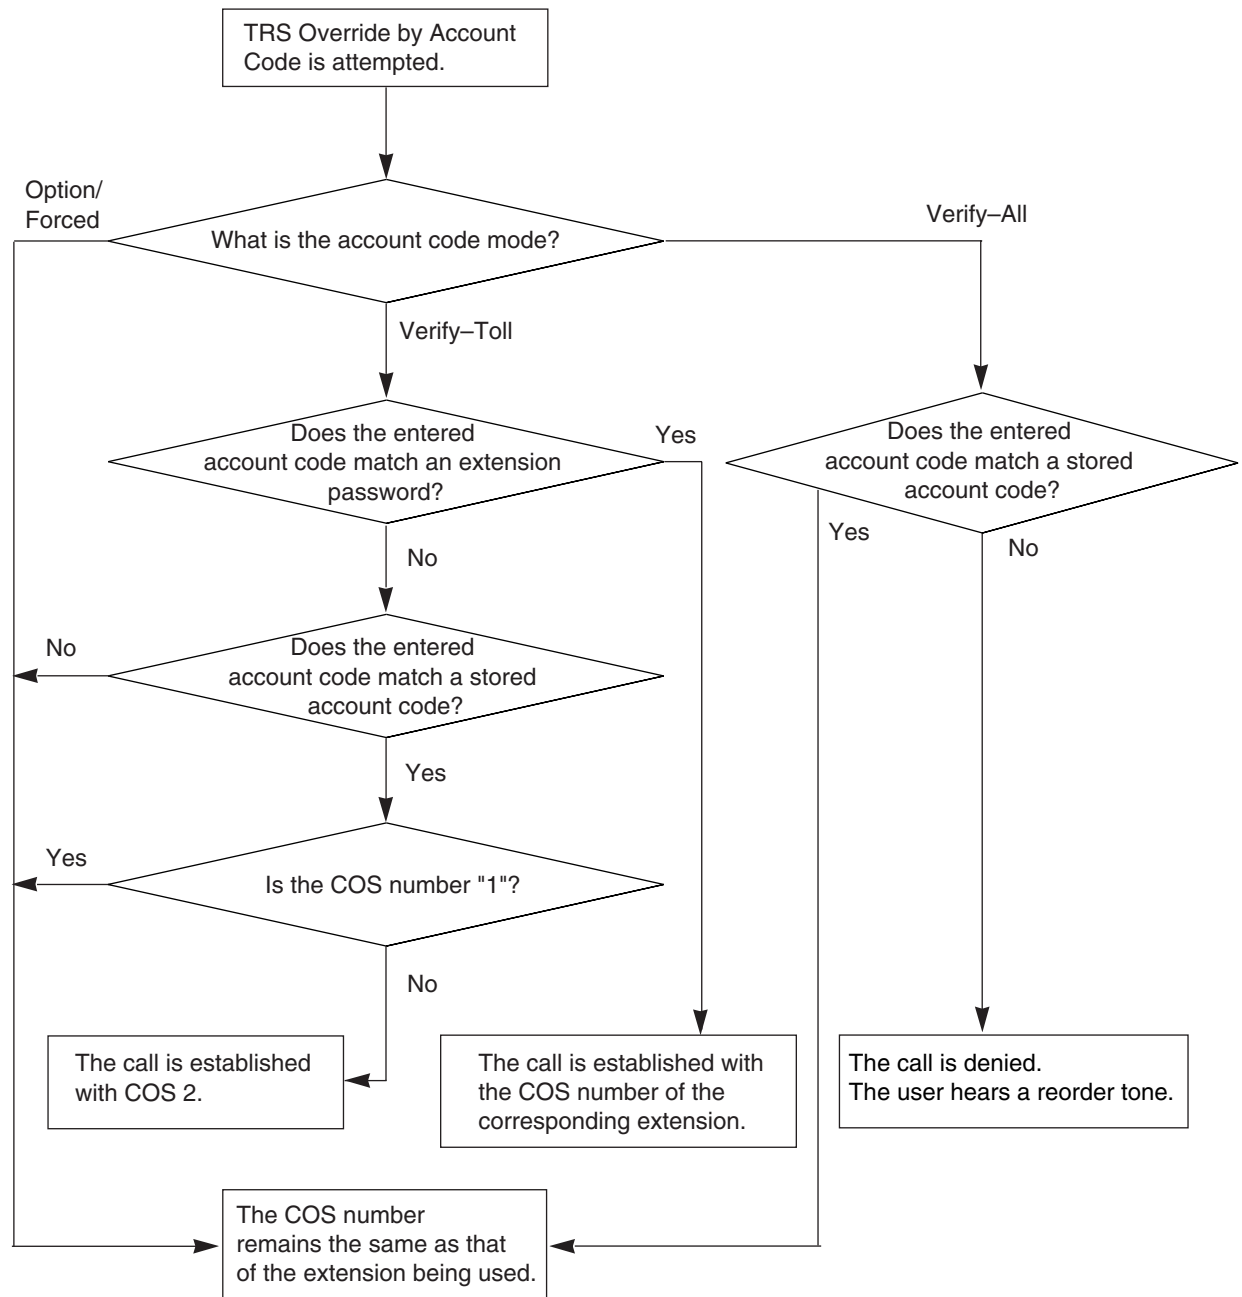 TRS Override by Account
Code is attempted.
Option/
Forced
Verify–All
What is the account code mode?
Verify–Toll
Does the entered
account code match an extension
password?
Yes
Does the entered
account code match a stored
account code?
Yes
No
No
Does the entered
account code match a stored
account code?
No
Yes
Is the COS number "1"?
Yes
No
The call is established
with COS 2.
The call is established with
the COS number of the
corresponding extension.
The call is denied.
The user hears a reorder tone.
The COS number
remains the same as that
of the extension being used.